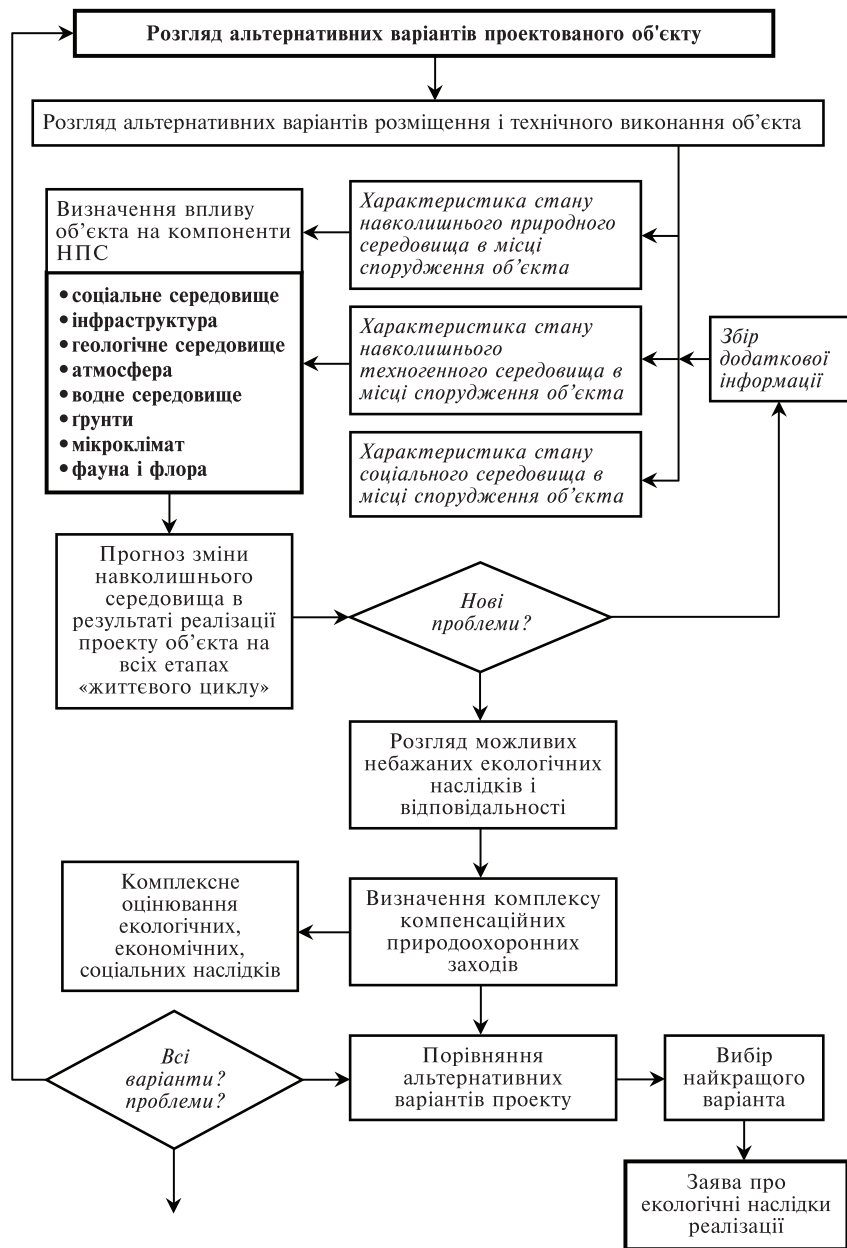 Розгляд альтернативних варіантів проектованого об'єкту
Розгляд альтернативних варіантів розміщення і технічного виконання об’єкта
Визначення впливу
об’єкта на компоненти
НПС
• соціальне середовище
• інфраструктура
• геологічне середовище
• атмосфера
• водне середовище
• ґрунти
• мікроклімат
• фауна і флора
Характеристика стану
навколишнього природного
середовища в місці
спорудження об’єкта
Характеристика стану
навколишнього
техногенного середовища в
місці спорудження об’єкта
Характеристика стану
соціального середовища в
місці спорудження об’єкта
Збір
додаткової
інформації
Прогноз зміни
навколишнього
середовища в
результаті реалізації
проекту об’єкта на
всіх етапах
«життєвого циклу»
Нові
проблеми?
Розгляд можливих
небажаних екологічних
наслідків і
відповідальності
Комплексне
оцінювання
екологічних,
економічних,
соціальних наслідків
Визначення комплексу
компенсаційних
природоохоронних
заходів
Всі
варіанти?
проблеми?
Порівняння
альтернативних
варіантів проекту
Вибір
найкращого
варіанта
Заява про
екологічні наслідки
реалізації